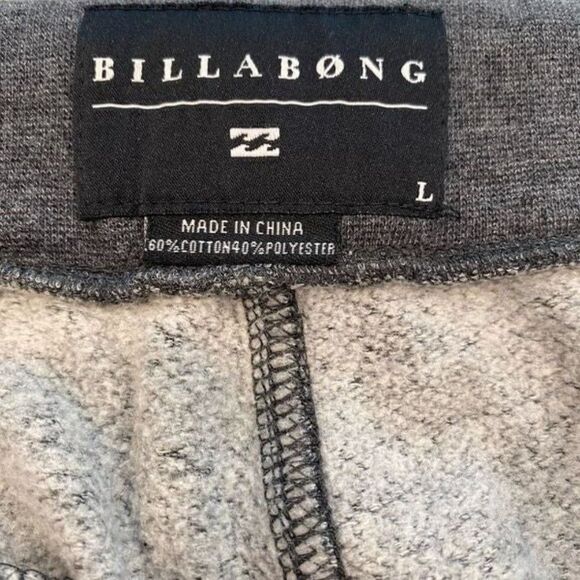 BILLABØNG
L
MADE IN CHINA
60%COTTON40%POLYESTER